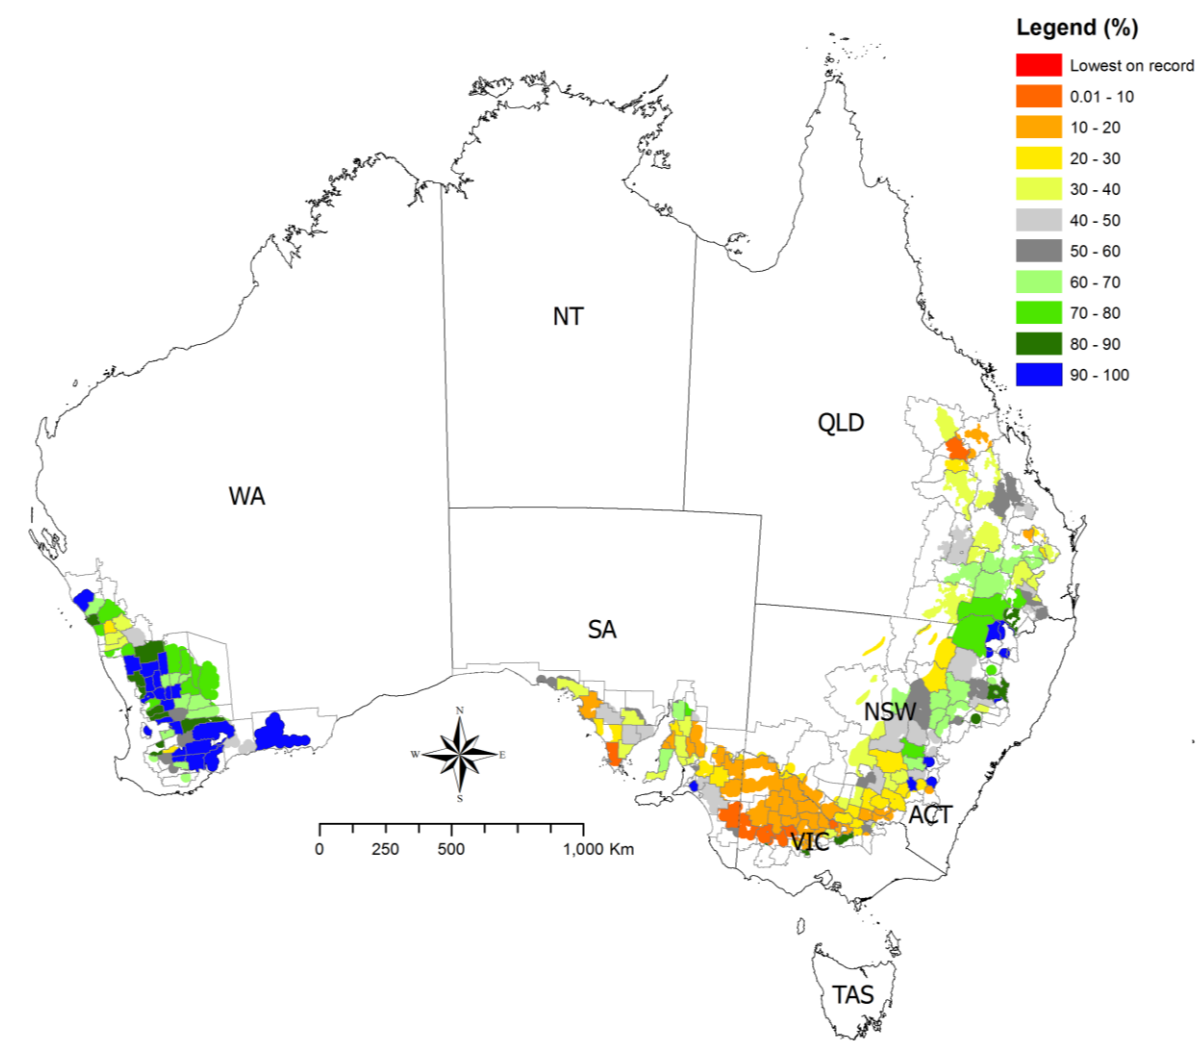 Legend (%)
Lowest on record
0.01 - 10
10 - 20
20 - 30
30 - 40
40 - 50
50 - 60
60 - 70
70 - 80
80 - 90
90 - 100
NT
QLD
WA
SA
NSW
N
W E
S
ACT
VIC
0 250 500 1,000 Km
TAS